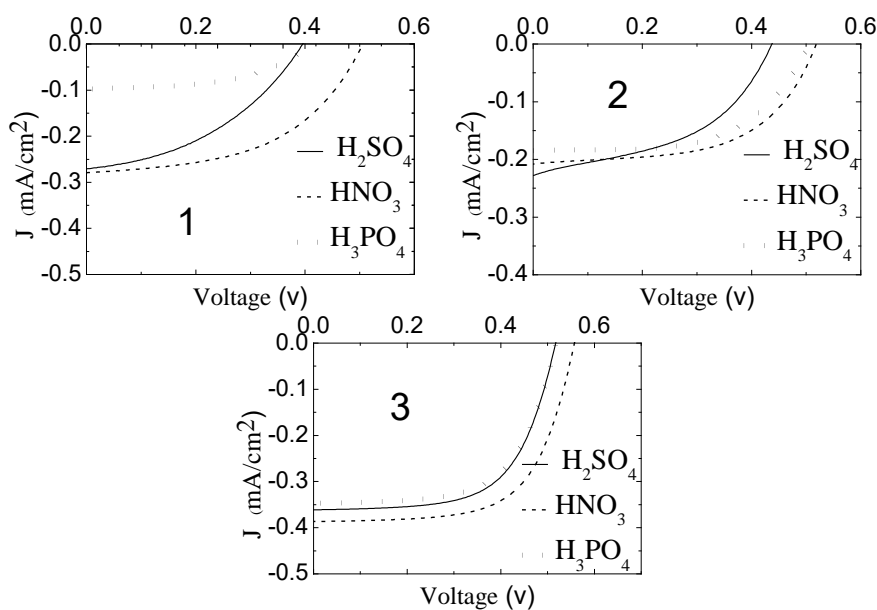 0.0 0.2 0.4 0.6
0.0
-0.1
-0.2
-0.3
-0.4
-0.5
J (mA/cm²)
1
H₂SO₄
HNO₃
H₃PO₄
Voltage (v)
0.0 0.2 0.4 0.6
0.0
-0.1
-0.2
-0.3
-0.4
J (mA/cm²)
2
H₂SO₄
HNO₃
H₃PO₄
Voltage (v)
0.0 0.2 0.4 0.6
0.0
-0.1
-0.2
-0.3
-0.4
-0.5
J (mA/cm²)
3
H₂SO₄
HNO₃
H₃PO₄
Voltage (v)